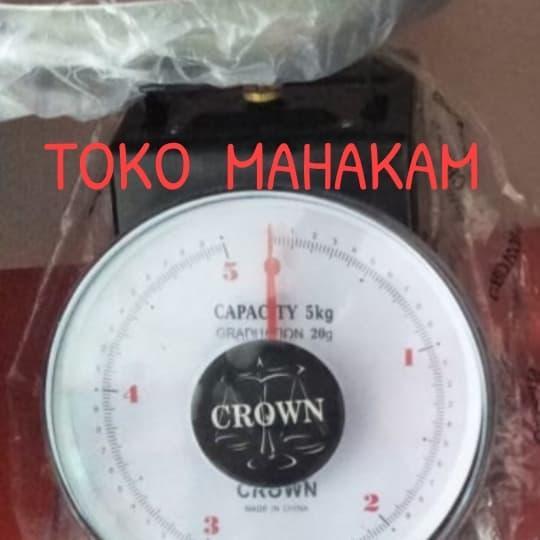 TOKO MAHAKAM
5
CAPACITY 5kg
GRADUATION 20g
1
4
CROWN
CROWN
MADE IN CHINA
2
3